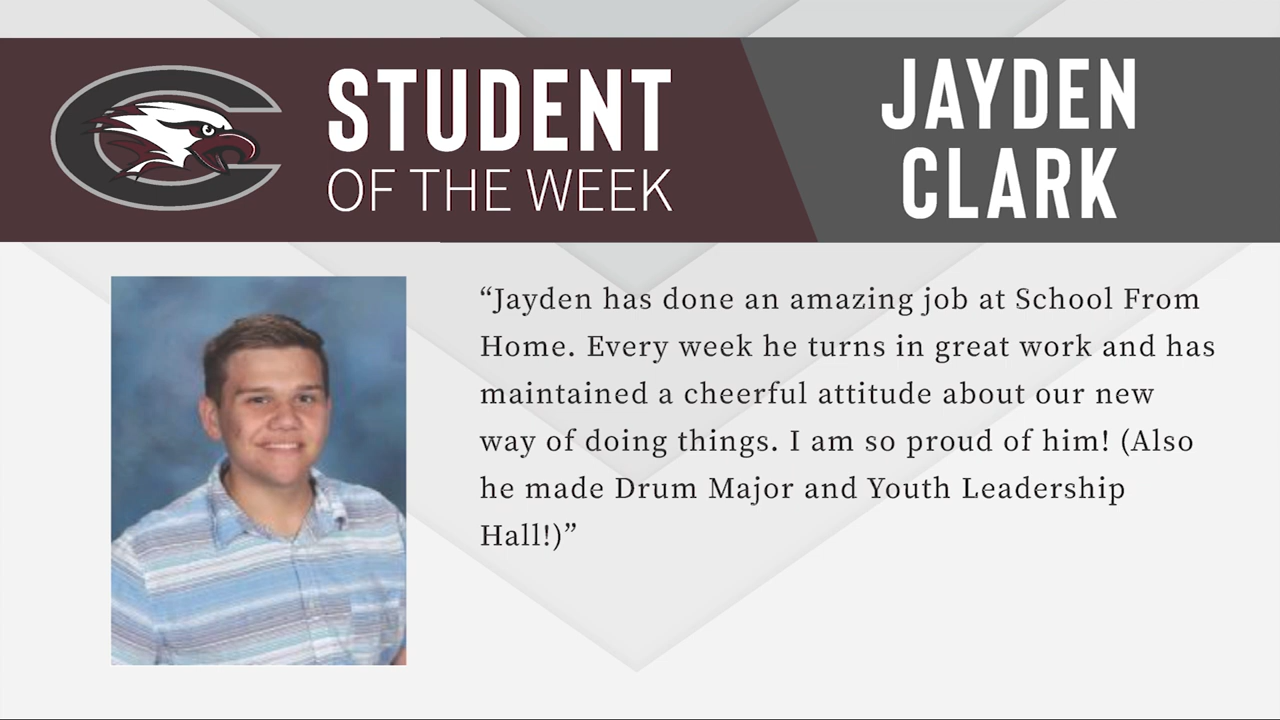 STUDENT
OF THE WEEK
JAYDEN
CLARK
“Jayden has done an amazing job at School From
Home. Every week he turns in great work and has
maintained a cheerful attitude about our new
way of doing things. I am so proud of him! (Also
he made Drum Major and Youth Leadership
Hall!)”